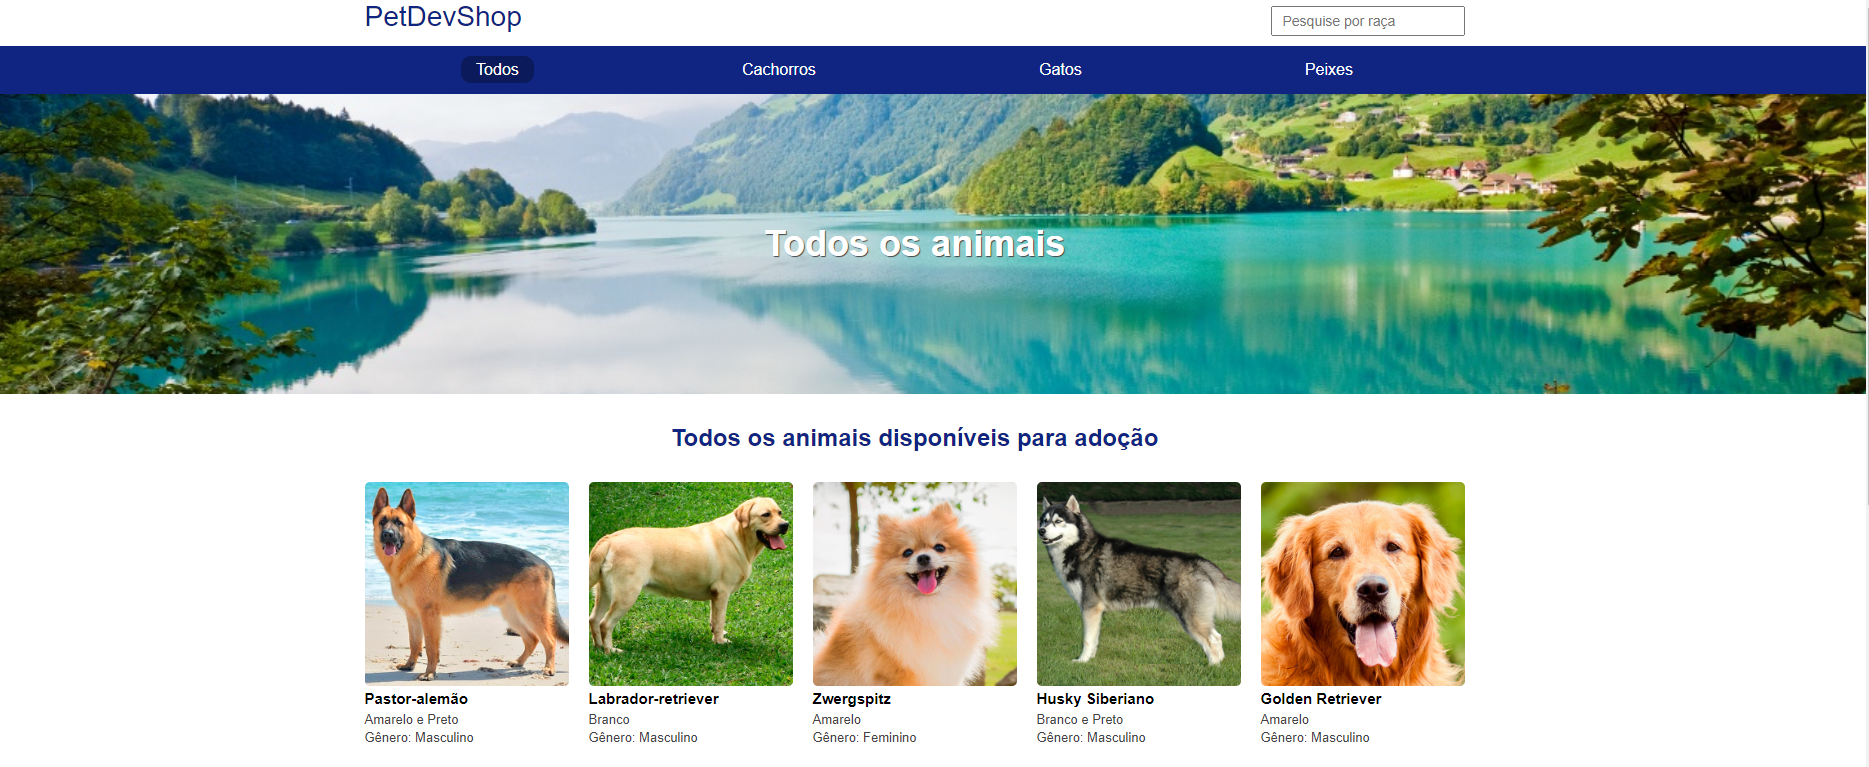 PetDevShop
Pesquise por raça
Todos
Cachorros
Gatos
Peixes
Todos os animais
Todos os animais disponíveis para adoção
Pastor-alemão
Amarelo e Preto
Gênero: Masculino
Labrador-retriever
Branco
Gênero: Masculino
Zwergspitz
Amarelo
Gênero: Feminino
Husky Siberiano
Branco e Preto
Gênero: Masculino
Golden Retriever
Amarelo
Gênero: Masculino